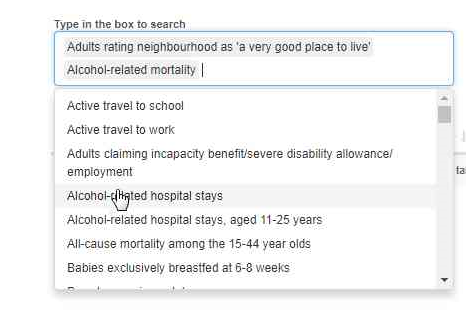 Type in the box to search
Adults rating neighbourhood as 'a very good place to live'
Alcohol-related mortality
Active travel to school
Active travel to work
Adults claiming incapacity benefit/severe disability allowance/
employment
Alcohol-related hospital stays
Alcohol-related hospital stays, aged 11-25 years
All-cause mortality among the 15-44 year olds
Babies exclusively breastfed at 6-8 weeks